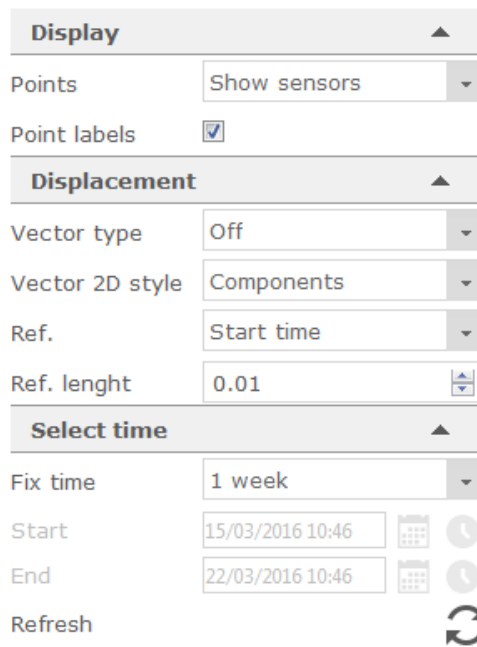 Display
Points Show sensors
Point labels
Displacement
Vector type Off
Vector 2D style Components
Ref. Start time
Ref. lenght 0.01
Select time
Fix time 1 week
Start 15/03/2016 10:46
End 22/03/2016 10:46
Refresh